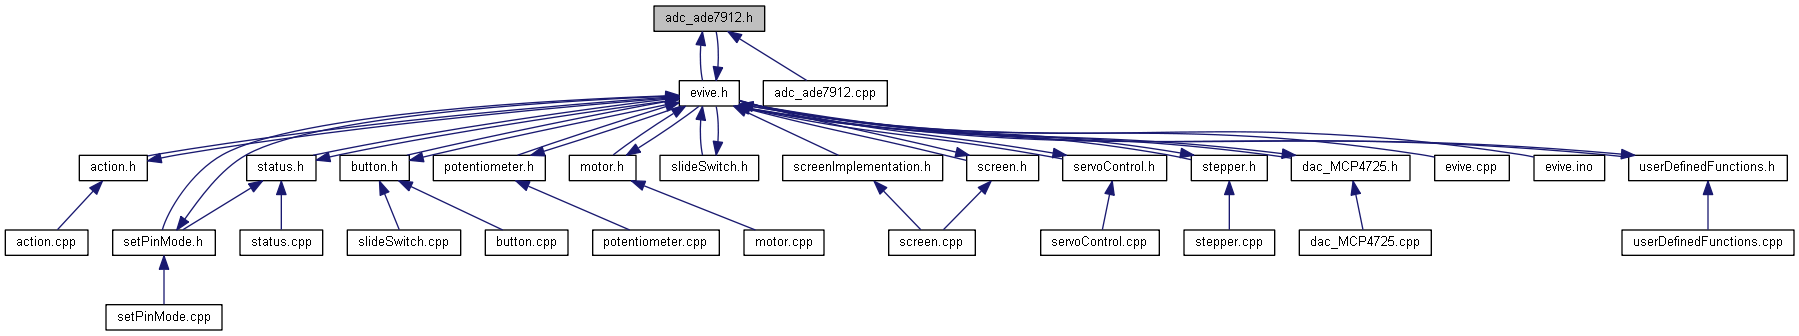 adc_ade7912.h
evive.h
adc_ade7912.cpp
action.h
status.h
button.h
potentiometer.h
motor.h
slideSwitch.h
screenImplementation.h
screen.h
servoControl.h
stepper.h
dac_MCP4725.h
evive.cpp
evive.ino
userDefinedFunctions.h
action.cpp
setPinMode.h
status.cpp
slideSwitch.cpp
button.cpp
potentiometer.cpp
motor.cpp
screen.cpp
servoControl.cpp
stepper.cpp
dac_MCP4725.cpp
userDefinedFunctions.cpp
setPinMode.cpp